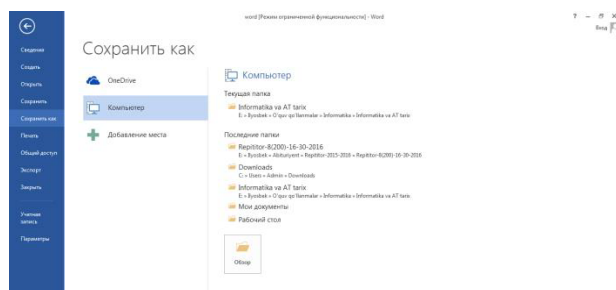 word [Режим ограниченной функциональности] - Word
Вход
Сведения
Создать
Открыть
Сохранить
Сохранить как
Печать
Общий доступ
Экспорт
Закрыть
Учетная
запись
Параметры
Сохранить как
OneDrive
Компьютер
Добавление места
Компьютер
Текущая папка
Informatika va AT tarix
E: » Ilyosbek » O'quv qo'llanmalar » Informatika » Informatika va AT tarix
Последние папки
Repititor-8(200)-16-30-2016
E: » Ilyosbek » Abituriyent » Repititor-2015-2016 » Repititor-8(200)-16-30-2016
Downloads
C: » Users » Admin » Downloads
Informatika va AT tarix
E: » Ilyosbek » O'quv qo'llanmalar » Informatika » Informatika va AT tarix
Мои документы
Рабочий стол
Обзор